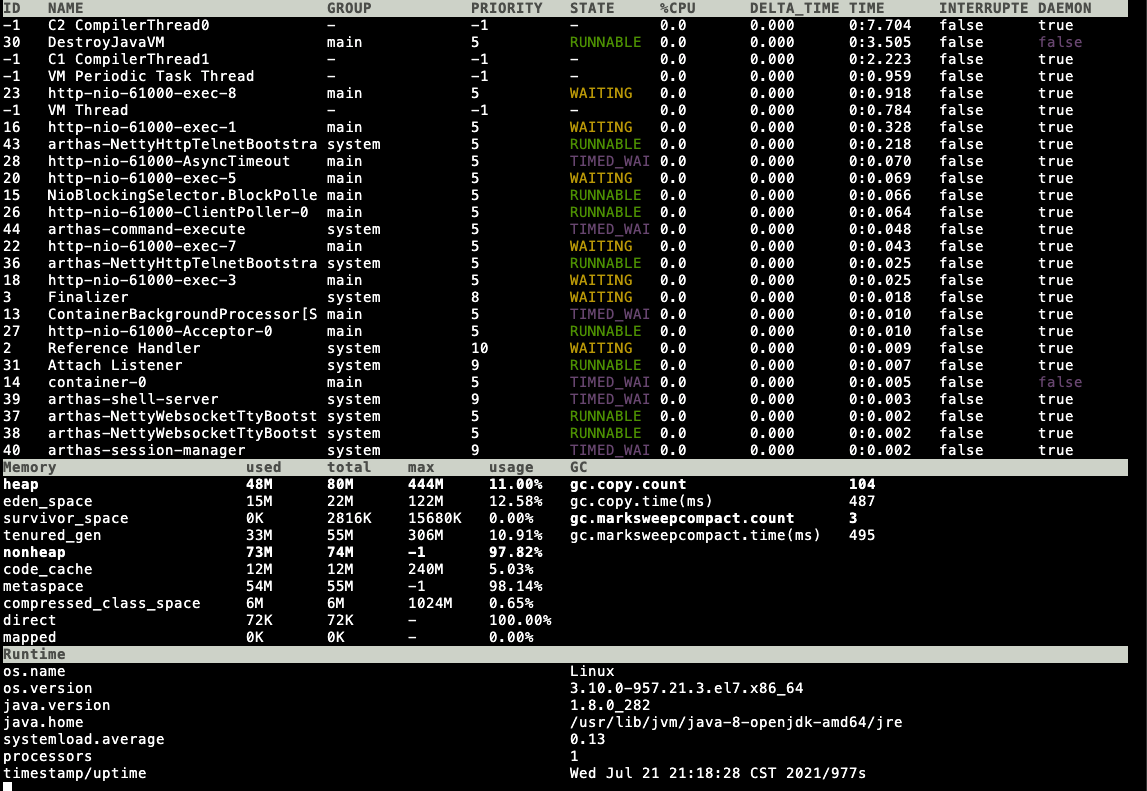 ID NAME GROUP PRIORITY STATE %CPU DELTA_TIME TIME INTERRUPTE DAEMON
-1 C2 CompilerThread0 - -1 - 0.0 0.000 0:7.704 false true
30 DestroyJavaVM main 5 RUNNABLE 0.0 0.000 0:3.505 false false
-1 C1 CompilerThread1 - -1 - 0.0 0.000 0:2.223 false true
-1 VM Periodic Task Thread - -1 - 0.0 0.000 0:0.959 false true
23 http-nio-61000-exec-8 main 5 WAITING 0.0 0.000 0:0.918 false true
-1 VM Thread - -1 - 0.0 0.000 0:0.784 false true
16 http-nio-61000-exec-1 main 5 WAITING 0.0 0.000 0:0.328 false true
43 arthas-NettyHttpTelnetBootstra system 5 RUNNABLE 0.0 0.000 0:0.218 false true
28 http-nio-61000-AsyncTimeout main 5 TIMED_WAI 0.0 0.000 0:0.070 false true
20 http-nio-61000-exec-5 main 5 WAITING 0.0 0.000 0:0.069 false true
15 NioBlockingSelector.BlockPolle main 5 RUNNABLE 0.0 0.000 0:0.066 false true
26 http-nio-61000-ClientPoller-0 main 5 RUNNABLE 0.0 0.000 0:0.064 false true
44 arthas-command-execute system 5 TIMED_WAI 0.0 0.000 0:0.048 false true
22 http-nio-61000-exec-7 main 5 WAITING 0.0 0.000 0:0.043 false true
36 arthas-NettyHttpTelnetBootstra system 5 RUNNABLE 0.0 0.000 0:0.025 false true
18 http-nio-61000-exec-3 main 5 WAITING 0.0 0.000 0:0.025 false true
3 Finalizer system 8 WAITING 0.0 0.000 0:0.018 false true
13 ContainerBackgroundProcessor[S main 5 TIMED_WAI 0.0 0.000 0:0.010 false true
27 http-nio-61000-Acceptor-0 main 5 RUNNABLE 0.0 0.000 0:0.010 false true
2 Reference Handler system 10 WAITING 0.0 0.000 0:0.009 false true
31 Attach Listener system 9 RUNNABLE 0.0 0.000 0:0.007 false true
14 container-0 main 5 TIMED_WAI 0.0 0.000 0:0.005 false false
39 arthas-shell-server system 9 TIMED_WAI 0.0 0.000 0:0.003 false true
37 arthas-NettyWebsocketTtyBootst system 5 RUNNABLE 0.0 0.000 0:0.002 false true
38 arthas-NettyWebsocketTtyBootst system 5 RUNNABLE 0.0 0.000 0:0.002 false true
40 arthas-session-manager system 9 TIMED_WAI 0.0 0.000 0:0.002 false true
Memory used total max usage GC
heap 48M 80M 444M 11.00% gc.copy.count 104
eden_space 15M 22M 122M 12.58% gc.copy.time(ms) 487
survivor_space 0K 2816K 15680K 0.00% gc.marksweepcompact.count 3
tenured_gen 33M 55M 306M 10.91% gc.marksweepcompact.time(ms) 495
nonheap 73M 74M -1 97.82%
code_cache 12M 12M 240M 5.03%
metaspace 54M 55M -1 98.14%
compressed_class_space 6M 6M 1024M 0.65%
direct 72K 72K - 100.00%
mapped 0K 0K - 0.00%
Runtime
os.name Linux
os.version 3.10.0-957.21.3.el7.x86_64
java.version 1.8.0_282
java.home /usr/lib/jvm/java-8-openjdk-amd64/jre
systemload.average 0.13
processors 1
timestamp/uptime Wed Jul 21 21:18:28 CST 2021/977s